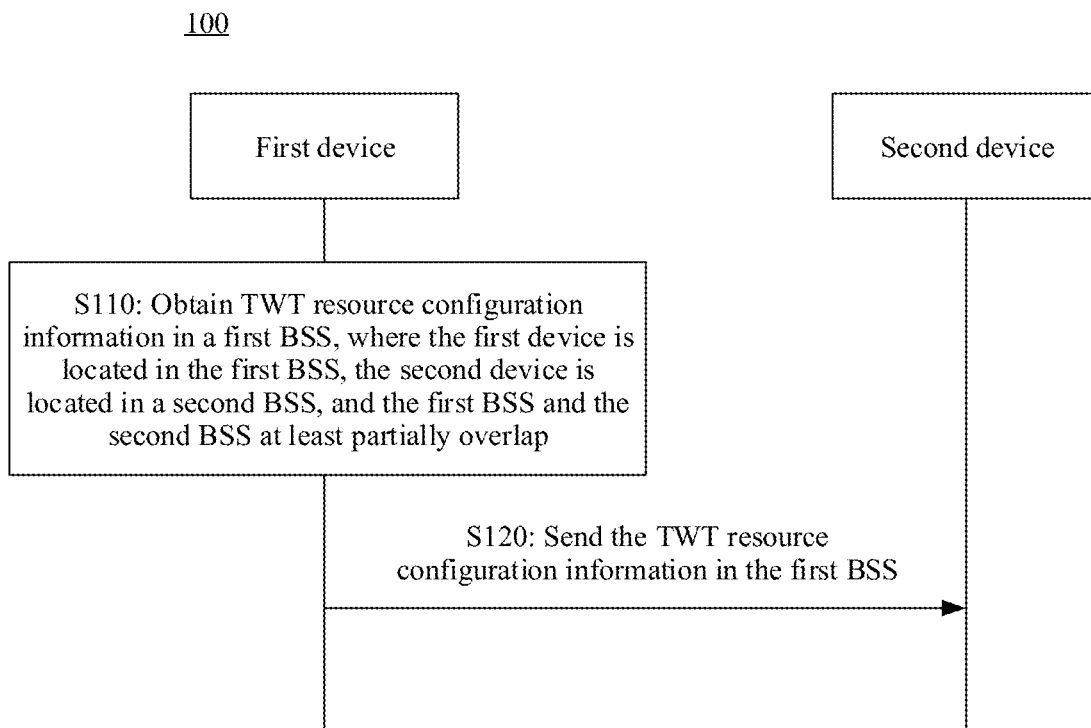 100
First device
Second device
S110: Obtain TWT resource configuration
information in a first BSS, where the first device is
located in the first BSS, the second device is
located in a second BSS, and the first BSS and the
second BSS at least partially overlap
S120: Send the TWT resource
configuration information in the first BSS